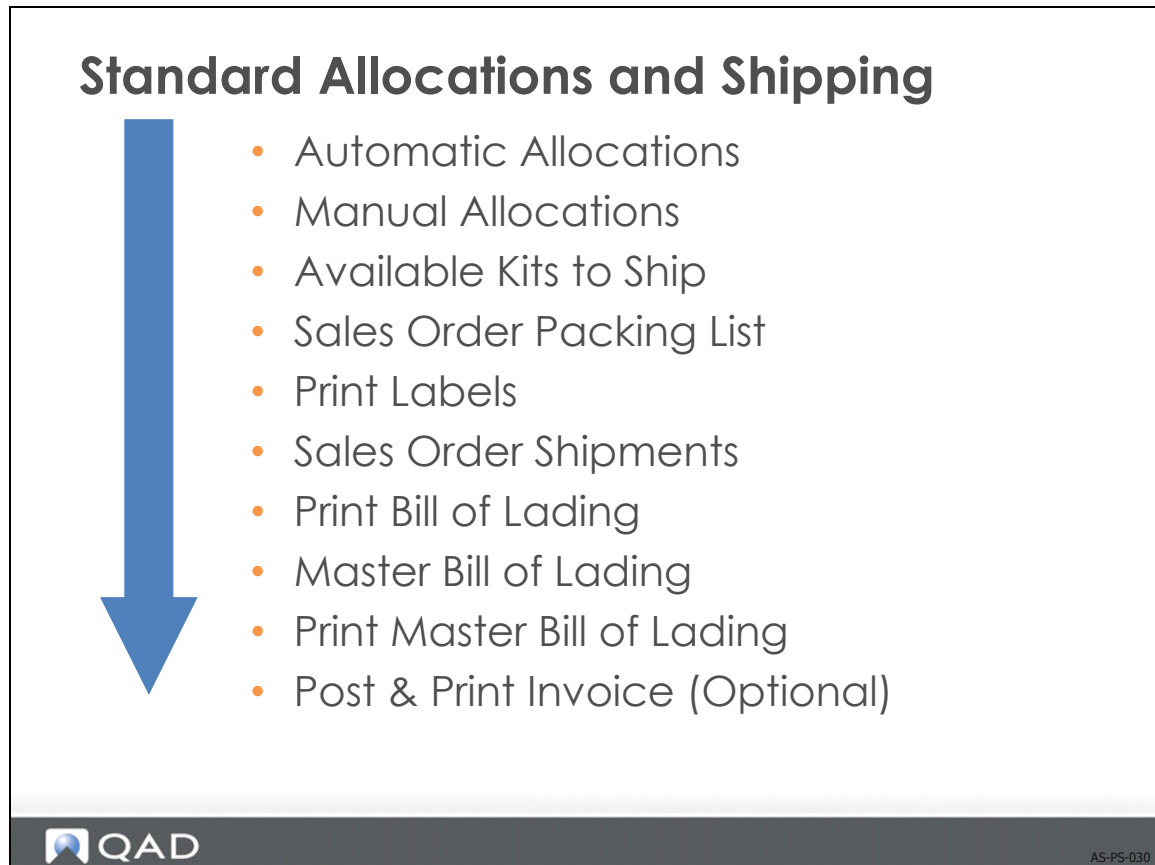 Standard Allocations and Shipping
• Automatic Allocations
• Manual Allocations
• Available Kits to Ship
• Sales Order Packing List
• Print Labels
• Sales Order Shipments
• Print Bill of Lading
• Master Bill of Lading
• Print Master Bill of Lading
• Post & Print Invoice (Optional)
QAD
AS-PS-030